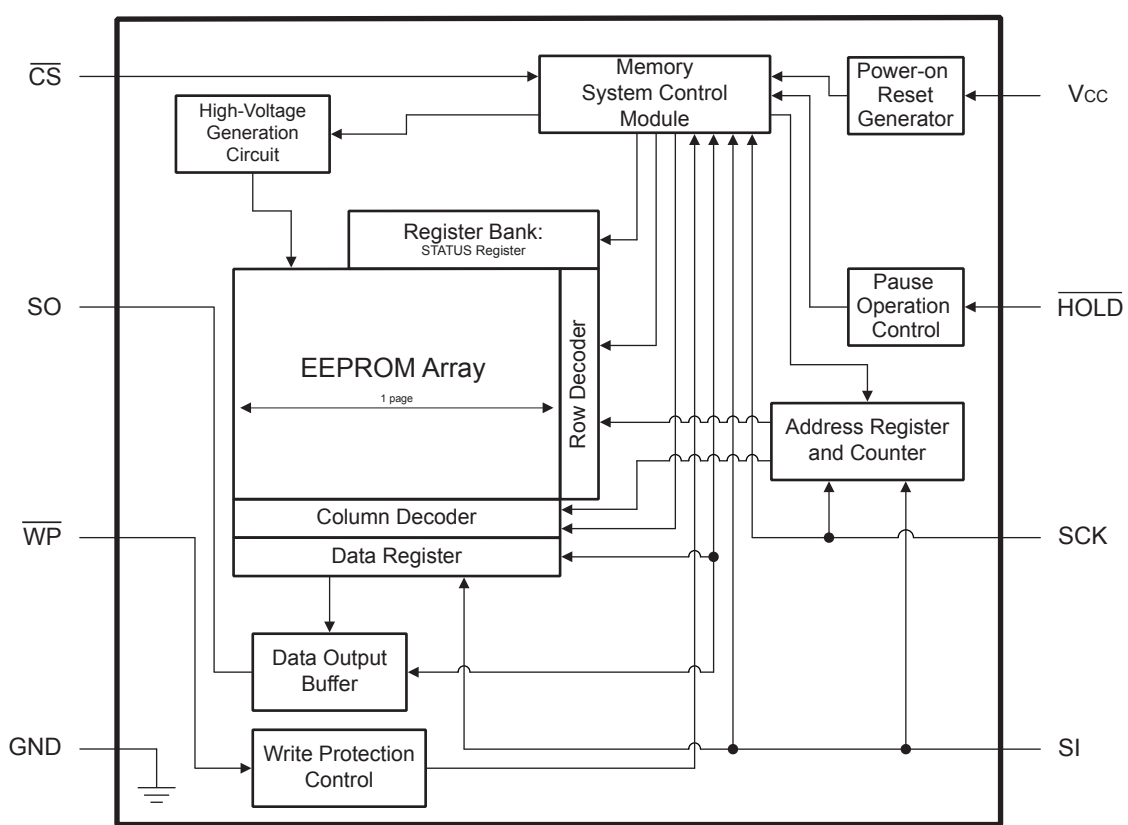 CS
Memory
System Control
Module
Power-on
Reset
Generator
VCC
High-Voltage
Generation
Circuit
Register Bank:
STATUS Register
SO
Pause
Operation
Control
HOLD
EEPROM Array
1 page
Row Decoder
Address Register
and Counter
Column Decoder
WP
SCK
Data Register
Data Output
Buffer
GND
Write Protection
Control
SI